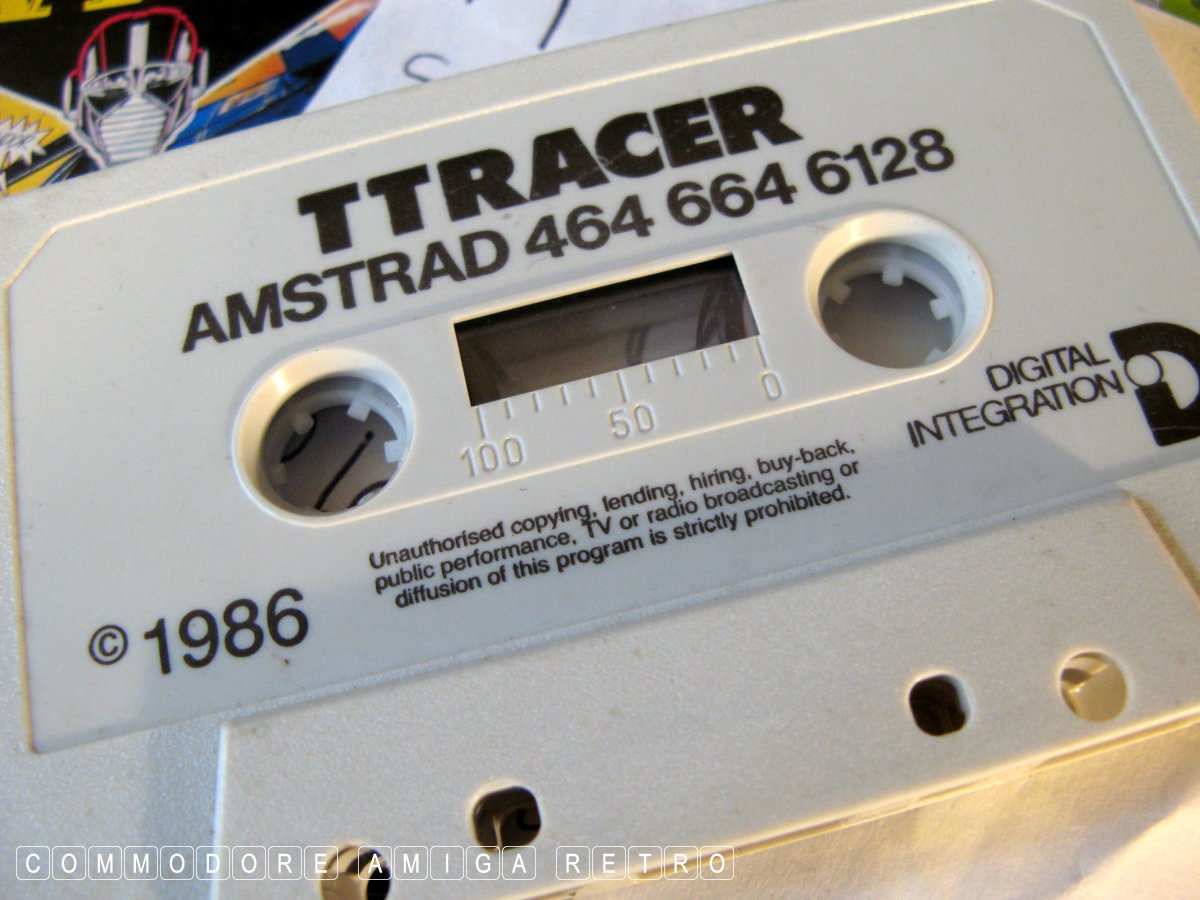 TTRACER
AMSTRAD 464 664 6128
100 50 0
DIGITAL
INTEGRATION
Unauthorised copying, lending, hiring, buy-back,
public performance, TV or radio broadcasting or
diffusion of this program is strictly prohibited.
© 1986
COMMODORE AMIGA RETRO